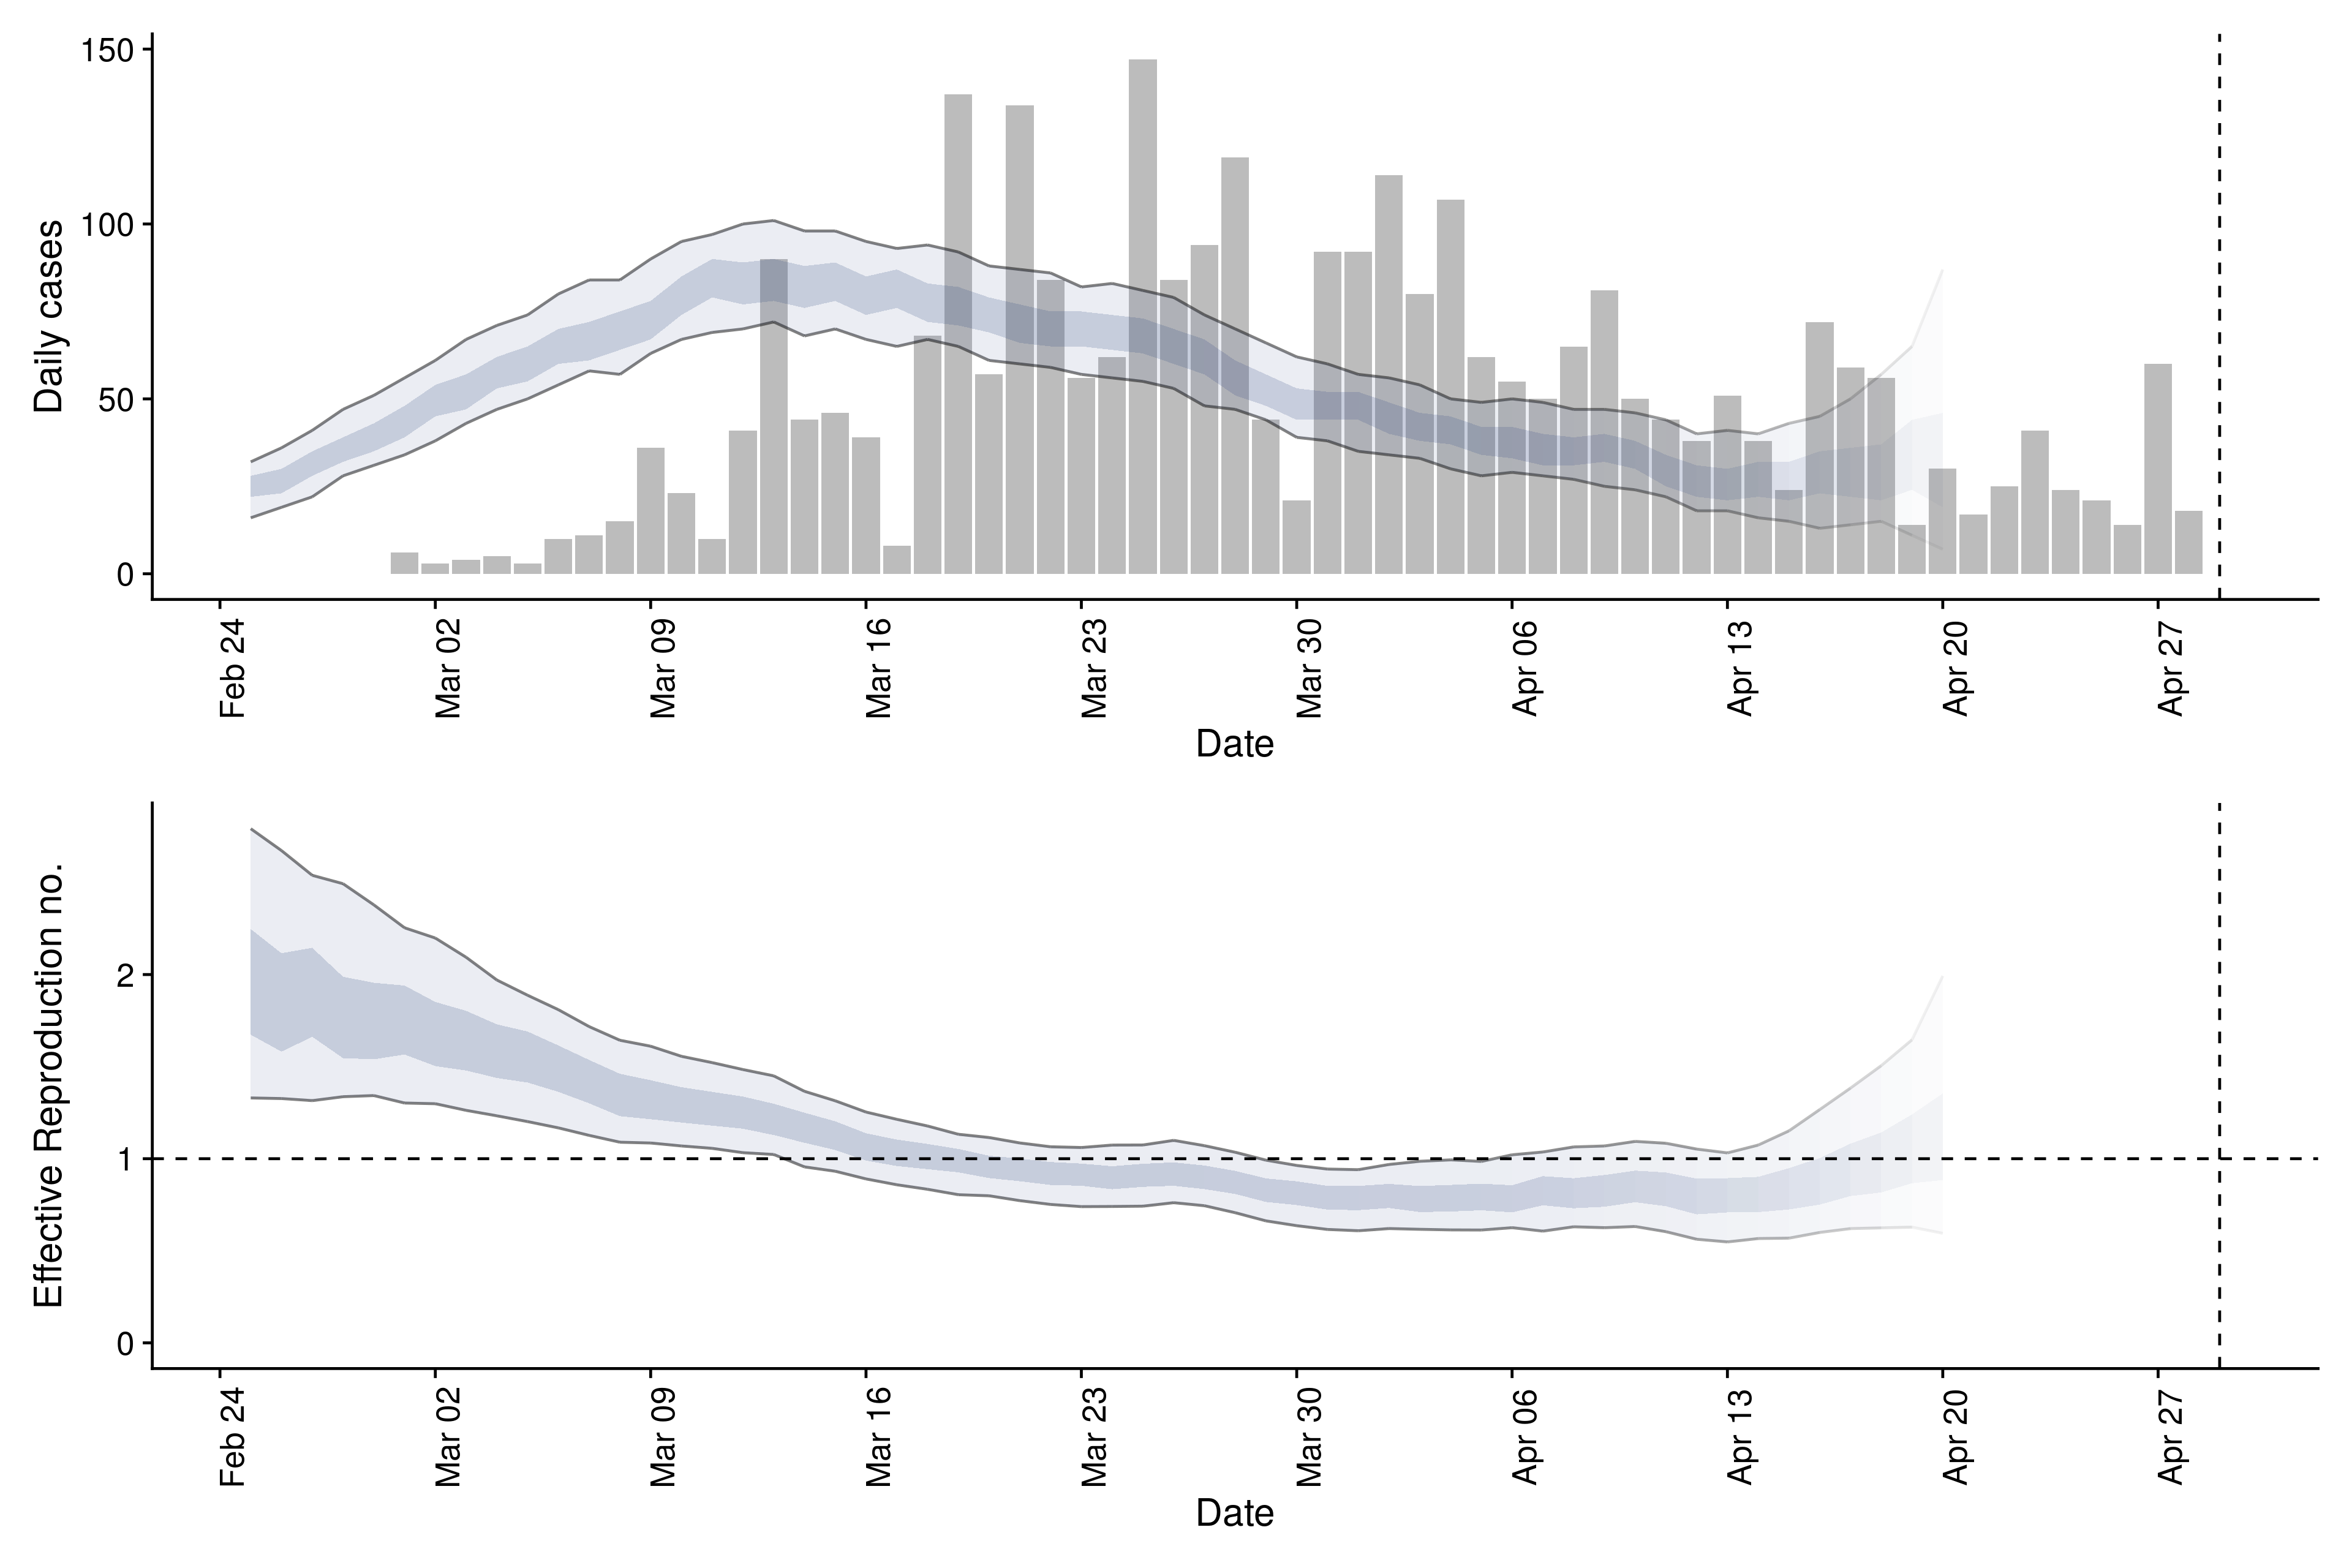 Daily cases
150
100
50
0
Feb 24
Mar 02
Mar 09
Mar 16
Mar 23
Mar 30
Apr 06
Apr 13
Apr 20
Apr 27
Date
Effective Reproduction no.
2
1
0
Feb 24
Mar 02
Mar 09
Mar 16
Mar 23
Mar 30
Apr 06
Apr 13
Apr 20
Apr 27
Date